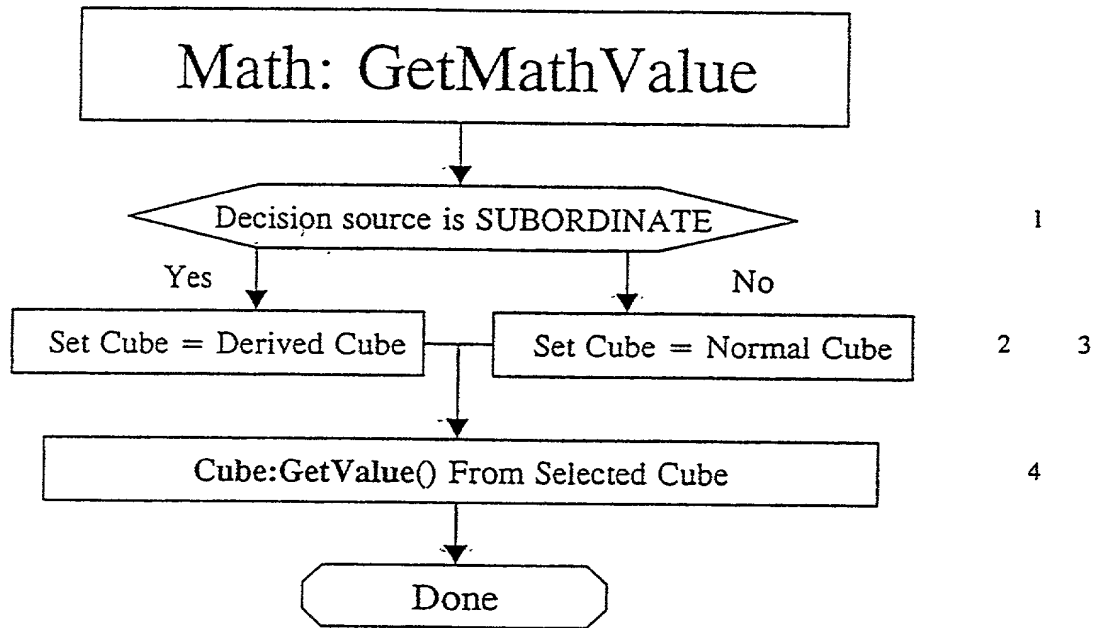 Math: GetMathValue
Decision source is SUBORDINATE 1
Yes No
Set Cube = Derived Cube Set Cube = Normal Cube 2 3
Cube:GetValue() From Selected Cube 4
Done